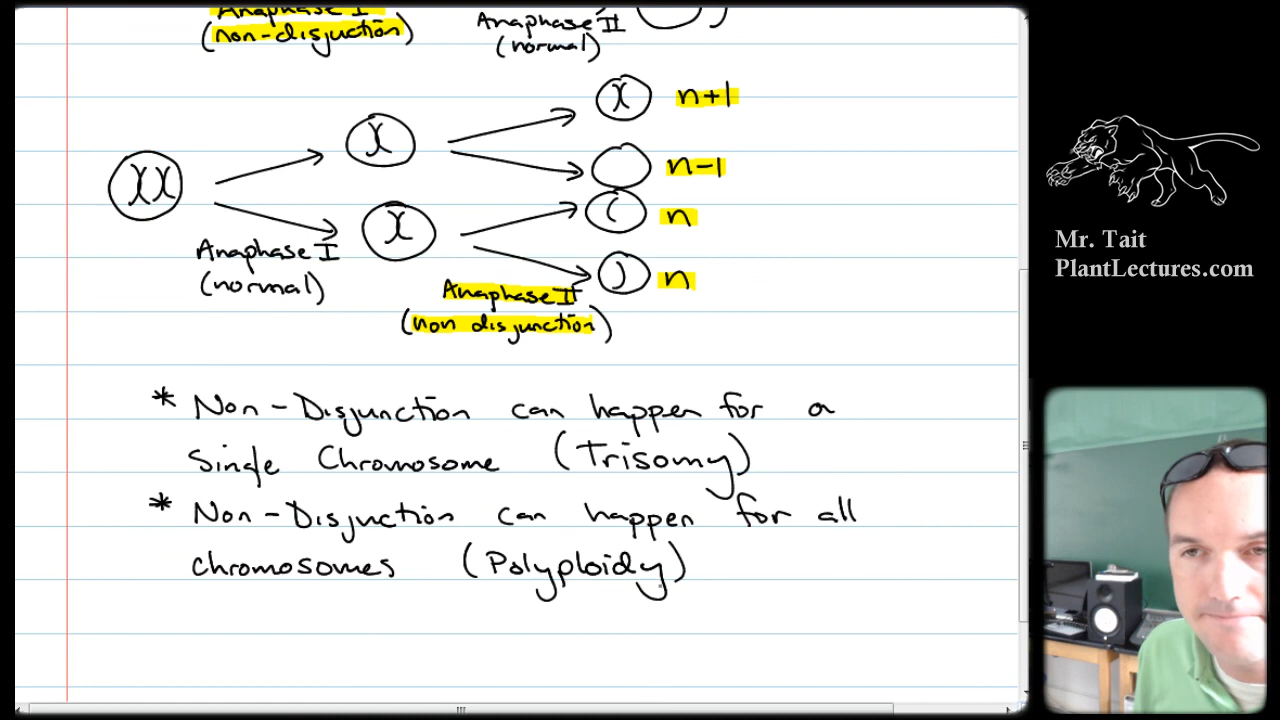 Anaphase I
(non-disjuction)
Anaphase II
(normal)
n+1
n-1
n
n
Anaphase I
(normal)
Anaphase II
(non disjunction)
* Non-Disjunction can happen for a
Single Chromosome (Trisomy)
* Non-Disjunction can happen for all
chromosomes (Polyploidy)
Mr. Tait
PlantLectures.com